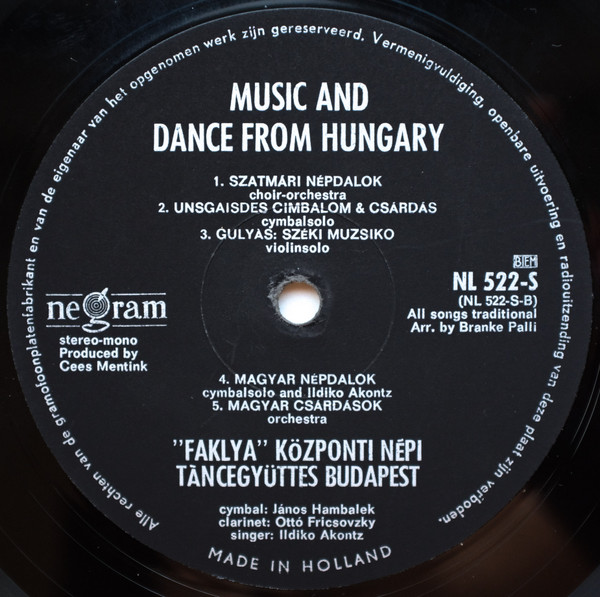 Alle rechten van de gramofoonplatenfabrikant en van de eigenaar van het opgenomen werk zijn gereserveerd. Vermenigvuldiging, openbare uitvoering en radiouitzending van deze plaat zijn verboden.
MUSIC AND
DANCE FROM HUNGARY
1. SZATMÁRI NÉPDALOK
choir-orchestra
2. UNSGAISDES CIMBALOM & CSÁRDÁS
cymbalsolo
3. GULYAS: SZÉKI MUZSIKO
violinsolo
negram
stereo-mono
Produced by
Cees Mentink
BIEM
NL 522-S
(NL 522-S-B)
All songs traditional
Arr. by Branke Palli
4. MAGYAR NÉPDALOK
cymbalsolo and Ildiko Akontz
5. MAGYAR CSÁRDÁSOK
orchestra
"FAKLYA" KÖZPONTI NÉPI
TÀNCEGYÜTTES BUDAPEST
cymbal: János Hambalek
clarinet: Ottó Fricsovzky
singer: Ildiko Akontz
MADE IN HOLLAND